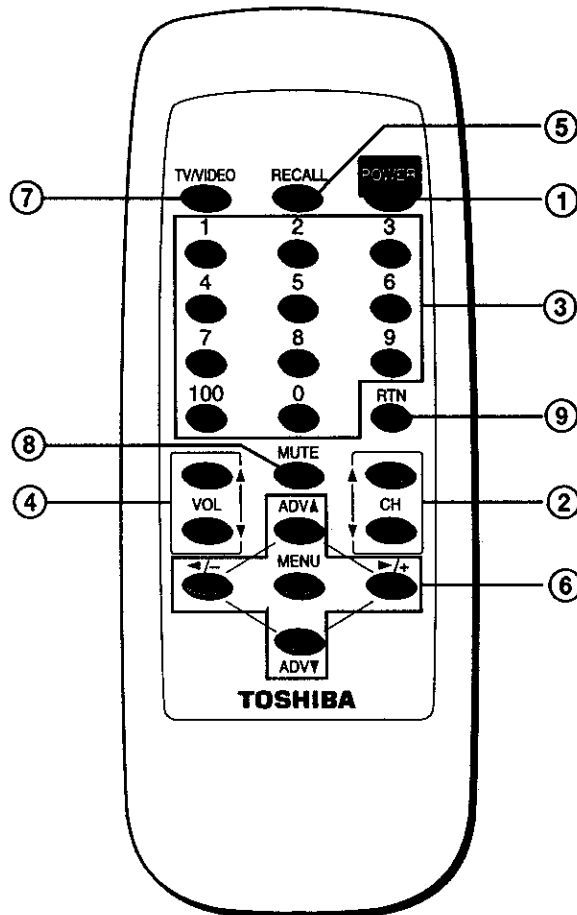 ⑤
TV/VIDEO RECALL POWER
⑦ ①
1 2 3
4 5 6
③
7 8 9
100 0 RTN
⑨
⑧ MUTE
④ VOL ADV▲ CH ②
◄/– MENU ►/+
⑥
ADV▼
TOSHIBA